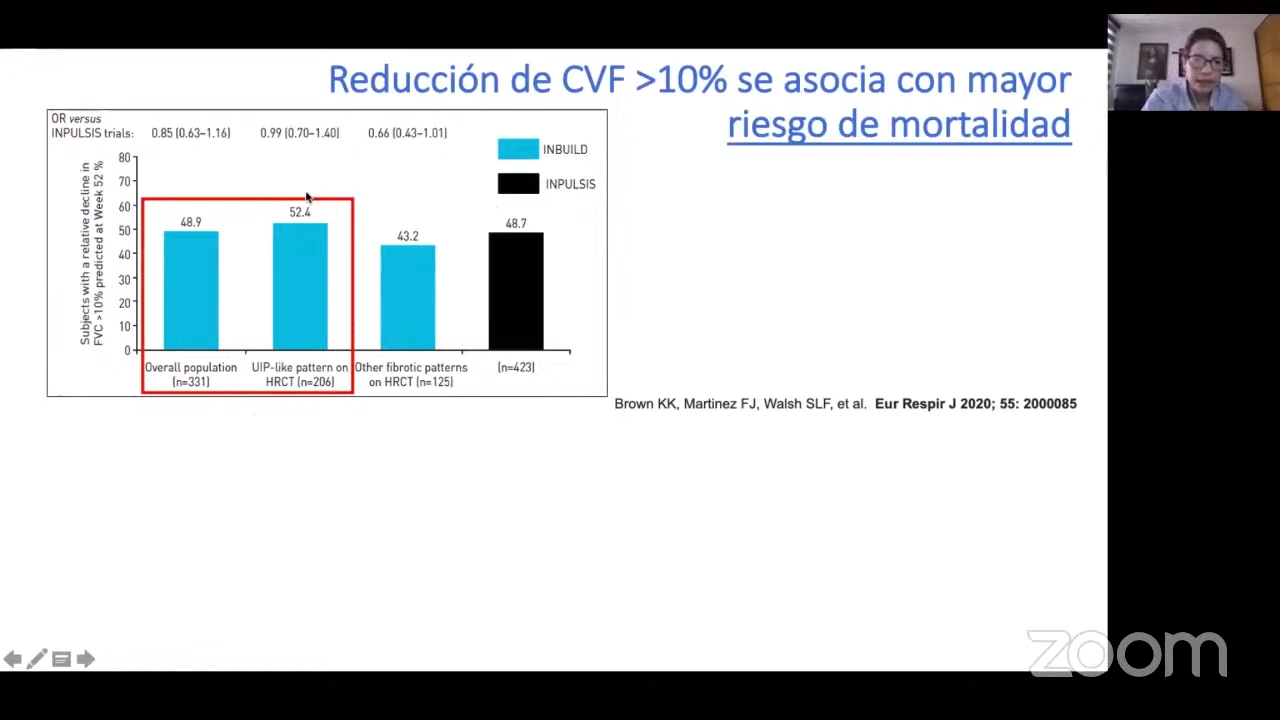 Reducción de CVF >10% se asocia con mayor
riesgo de mortalidad
OR versus
INPULSIS trials: 0.85 (0.63–1.16) 0.99 (0.70–1.40) 0.66 (0.43–1.01)
INBUILD
INPULSIS
Subjects with a relative decline in
FVC >10% predicted at Week 52 %
80
70
60
50
40
30
20
10
0
48.9
52.4
43.2
48.7
Overall population
(n=331)
UIP-like pattern on
HRCT (n=206)
Other fibrotic patterns
on HRCT (n=125)
(n=423)
Brown KK, Martinez FJ, Walsh SLF, et al. Eur Respir J 2020; 55: 2000085
zoom